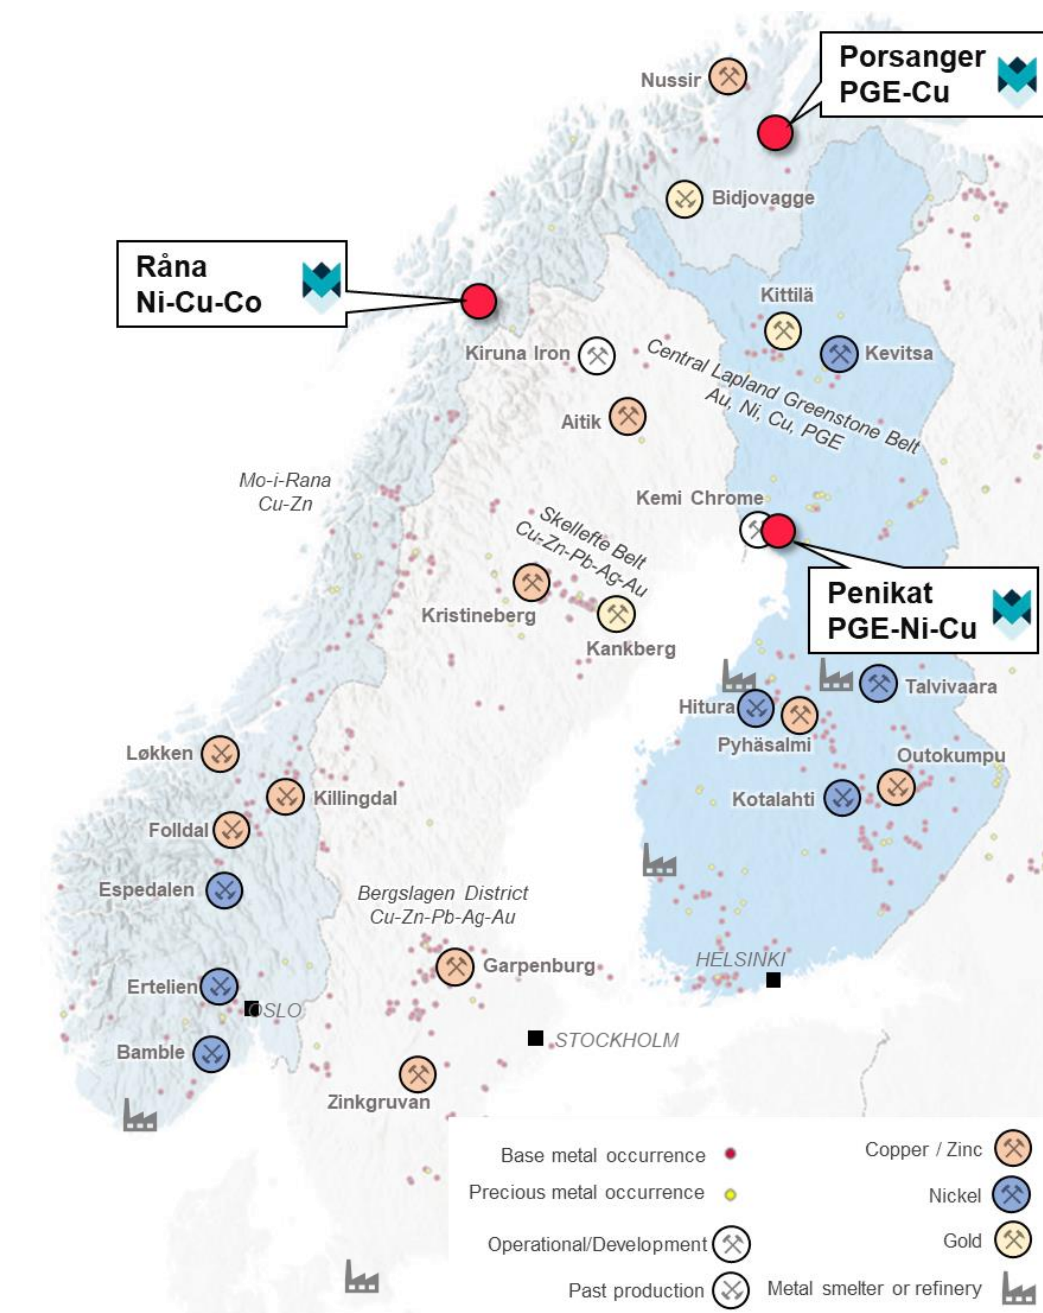 Porsanger
PGE-Cu
Nussir
Bidjovagge
Råna
Ni-Cu-Co
Kittilä
Kevitsa
Kiruna Iron
Central Lapland Greenstone Belt
Au, Ni, Cu, PGE
Aitik
Mo-i-Rana
Cu-Zn
Kemi Chrome
Skellefte Belt
Cu-Zn-Pb-Ag-Au
Penikat
PGE-Ni-Cu
Kristineberg
Kankberg
Talvivaara
Hitura
Pyhäsalmi
Løkken
Outokumpu
Killingdal
Kotalahti
Folldal
Espedalen
Bergslagen District
Cu-Zn-Pb-Ag-Au
Garpenburg
HELSINKI
Ertelien
OSLO
STOCKHOLM
Bamble
Zinkgruvan
Base metal occurrence
Precious metal occurrence
Operational/Development
Past production
Copper / Zinc
Nickel
Gold
Metal smelter or refinery